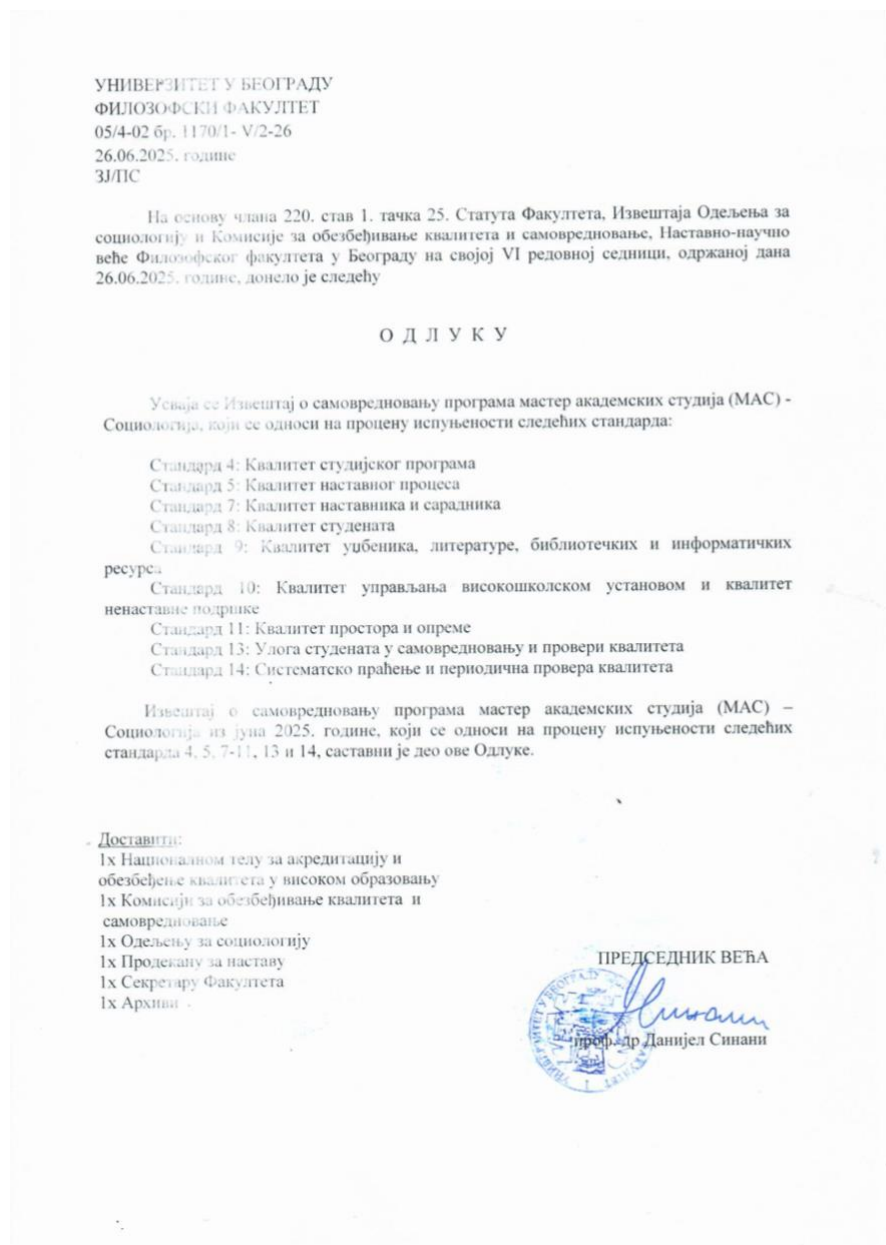 УНИВЕРЗИТЕТ У БЕОГРАДУ
ФИЛОЗОФСКИ ФАКУЛТЕТ
05/4-02 бр. 1170/1- V/2-26
26.06.2025. године
ЗЈ/ПС
На основу члана 220. став 1. тачка 25. Статута Факултета, Извештаја Одељења за
социологију и Комисије за обезбеђивање квалитета и самовредновање, Наставно-научно
веће Филозофског факултета у Београду на својој VI редовној седници, одржаној дана
26.06.2025. године, донело је следећу
О Д Л У К У
Усваја се Извештај о самовредновању програма мастер академских студија (МАС) -
Социологија, који се односи на процену испуњености следећих стандарда:
Стандард 4: Квалитет студијског програма
Стандард 5: Квалитет наставног процеса
Стандард 7: Квалитет наставника и сарадника
Стандард 8: Квалитет студената
Стандард 9: Квалитет уџбеника, литературе, библиотечких и информатичких
ресурса
Стандард 10: Квалитет управљања високошколском установом и квалитет
ненаставне подршке
Стандард 11: Квалитет простора и опреме
Стандард 13: Улога студената у самовредновању и провери квалитета
Стандард 14: Систематско праћење и периодична провера квалитета
Извештај о самовредновању програма мастер академских студија (МАС) –
Социологија из јуна 2025. године, који се односи на процену испуњености следећих
стандарда 4, 5, 7-11, 13 и 14, саставни је део ове Одлуке.
Доставити:
1x Националном телу за акредитацију и
обезбеђење квалитета у високом образовању
1x Комисији за обезбеђивање квалитета и
самовредновање
1x Одељењу за социологију
1x Продекану за наставу
1x Секретару Факултета
1x Архиви
ПРЕДСЕДНИК ВЕЋА
Синани
проф. др Данијел Синани
УНИВЕРЗИТЕТ У БЕОГРАДУ
ФАКУЛТЕТ